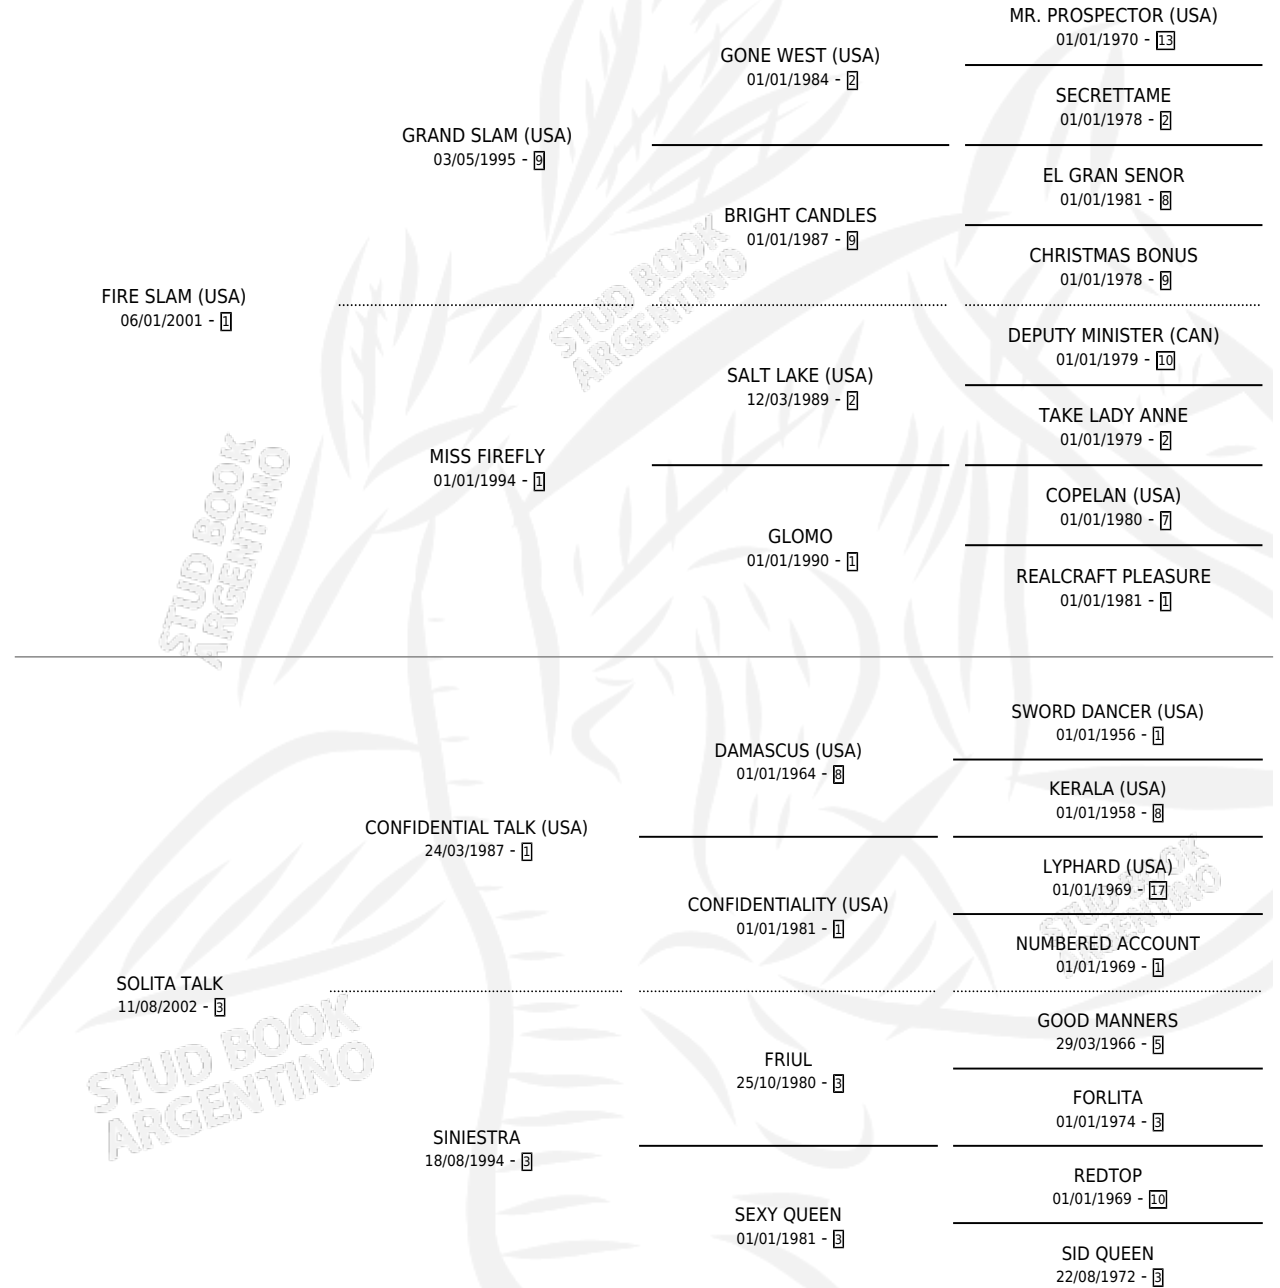 MR. PROSPECTOR (USA)
01/01/1970 - 13
GONE WEST (USA)
01/01/1984 - 2
SECRETTAME
01/01/1978 - 2
GRAND SLAM (USA)
03/05/1995 - 9
EL GRAN SENOR
01/01/1981 - 8
BRIGHT CANDLES
01/01/1987 - 9
CHRISTMAS BONUS
01/01/1978 - 9
FIRE SLAM (USA)
06/01/2001 - 1
STUD BOOK
ARGENTINO
DEPUTY MINISTER (CAN)
01/01/1979 - 10
SALT LAKE (USA)
12/03/1989 - 2
TAKE LADY ANNE
01/01/1979 - 2
MISS FIREFLY
01/01/1994 - 1
COPELAN (USA)
01/01/1980 - 7
GLOMO
01/01/1990 - 1
REALCRAFT PLEASURE
01/01/1981 - 1
STUD BOOK
ARGENTINO
SWORD DANCER (USA)
01/01/1956 - 1
DAMASCUS (USA)
01/01/1964 - 8
KERALA (USA)
01/01/1958 - 8
CONFIDENTIAL TALK (USA)
24/03/1987 - 1
LYPHARD (USA)
01/01/1969 - 17
CONFIDENTIALITY (USA)
01/01/1981 - 1
STUD BOOK
ARGENTINO
NUMBERED ACCOUNT
01/01/1969 - 1
SOLITA TALK
11/08/2002 - 3
GOOD MANNERS
29/03/1966 - 5
FRIUL
25/10/1980 - 3
FORLITA
01/01/1974 - 3
STUD BOOK
ARGENTINO
SINIESTRA
18/08/1994 - 3
REDTOP
01/01/1969 - 10
SEXY QUEEN
01/01/1981 - 3
SID QUEEN
22/08/1972 - 3